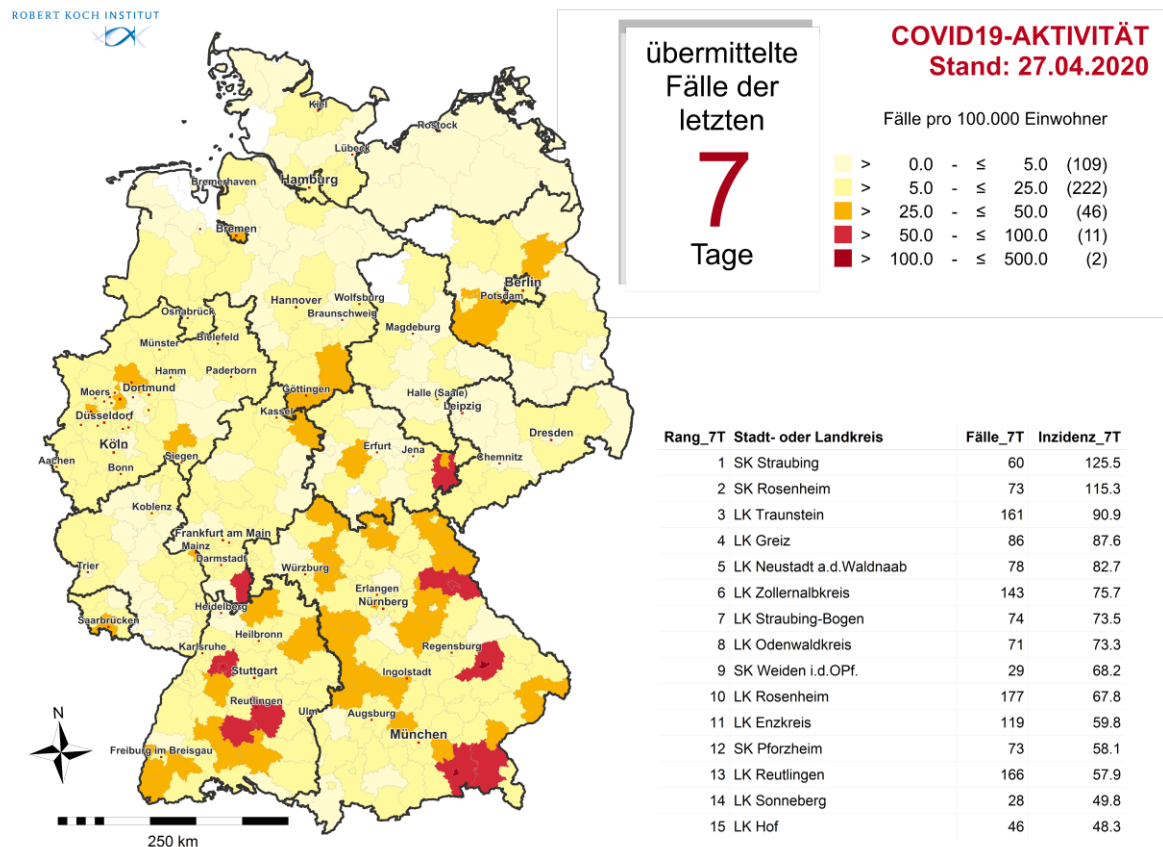 ROBERT KOCH INSTITUT
übermittelte
Fälle der
letzten
7
Tage
COVID19-AKTIVITÄT
Stand: 27.04.2020
Fälle pro 100.000 Einwohner
> 0.0 - ≤ 5.0 (109)
> 5.0 - ≤ 25.0 (222)
> 25.0 - ≤ 50.0 (46)
> 50.0 - ≤ 100.0 (11)
> 100.0 - ≤ 500.0 (2)
Kiel
Rostock
Lübeck
Bremerhaven
Hamburg
Bremen
Berlin
Potsdam
Hannover
Wolfsburg
Braunschweig
Osnabrück
Magdeburg
Bielefeld
Münster
Hamm
Paderborn
Moers
Dortmund
Göttingen
Halle (Saale)
Leipzig
Düsseldorf
Kassel
Köln
Dresden
Erfurt
Jena
Siegen
Chemnitz
Aachen
Bonn
Koblenz
Frankfurt am Main
Mainz
Darmstadt
Trier
Würzburg
Erlangen
Nürnberg
Heidelberg
Saarbrücken
Heilbronn
Karlsruhe
Regensburg
Stuttgart
Ingolstadt
Reutlingen
Ulm
Augsburg
München
Freiburg im Breisgau
N
250 km
Rang_7T Stadt- oder Landkreis Fälle_7T Inzidenz_7T
1 SK Straubing 60 125.5
2 SK Rosenheim 73 115.3
3 LK Traunstein 161 90.9
4 LK Greiz 86 87.6
5 LK Neustadt a.d.Waldnaab 78 82.7
6 LK Zollernalbkreis 143 75.7
7 LK Straubing-Bogen 74 73.5
8 LK Odenwaldkreis 71 73.3
9 SK Weiden i.d.OPf. 29 68.2
10 LK Rosenheim 177 67.8
11 LK Enzkreis 119 59.8
12 SK Pforzheim 73 58.1
13 LK Reutlingen 166 57.9
14 LK Sonneberg 28 49.8
15 LK Hof 46 48.3